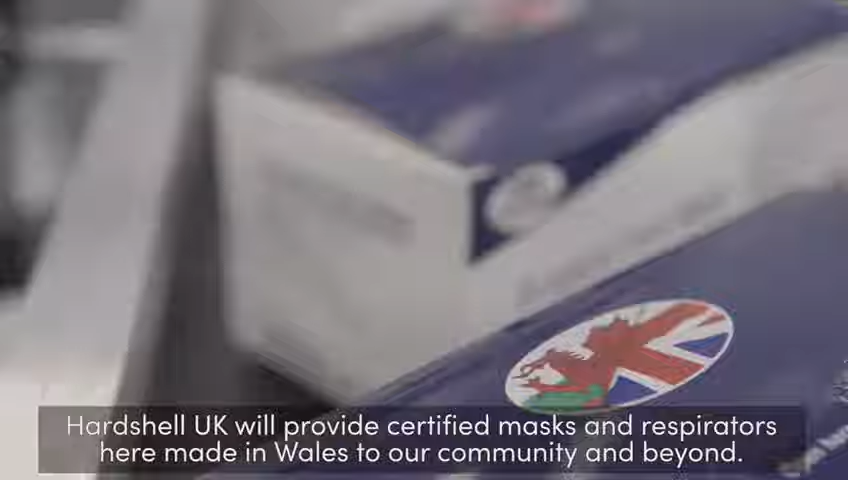 Hardshell UK will provide certified masks and respirators
here made in Wales to our community and beyond.